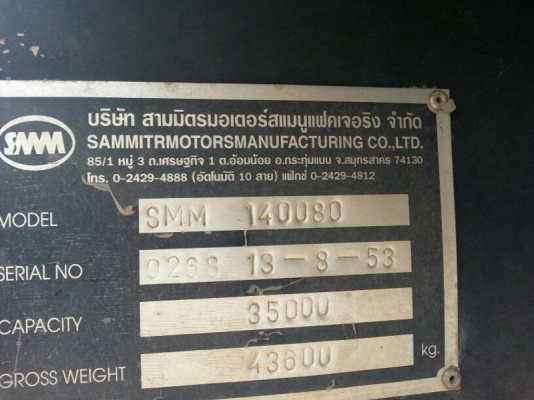 บริษัท สามมิตรมอเตอร์สแมนูแฟคเจอริง จำกัด
SMM SAMMITRMOTORSMANUFACTURING CO.,LTD.
85/1 หมู่ 3 ถ.เศรษฐกิจ 1 ต.อ้อมน้อย อ.กระทุ่มแบน จ.สมุทรสาคร 74130
โทร. 0-2429-4888 (อัตโนมัติ 10 สาย) แฟ็กซ์ 0-2429-4812
MODEL SMM 140080
SERIAL NO 0268 13-8-53
CAPACITY 35000
GROSS WEIGHT 43600 kg.